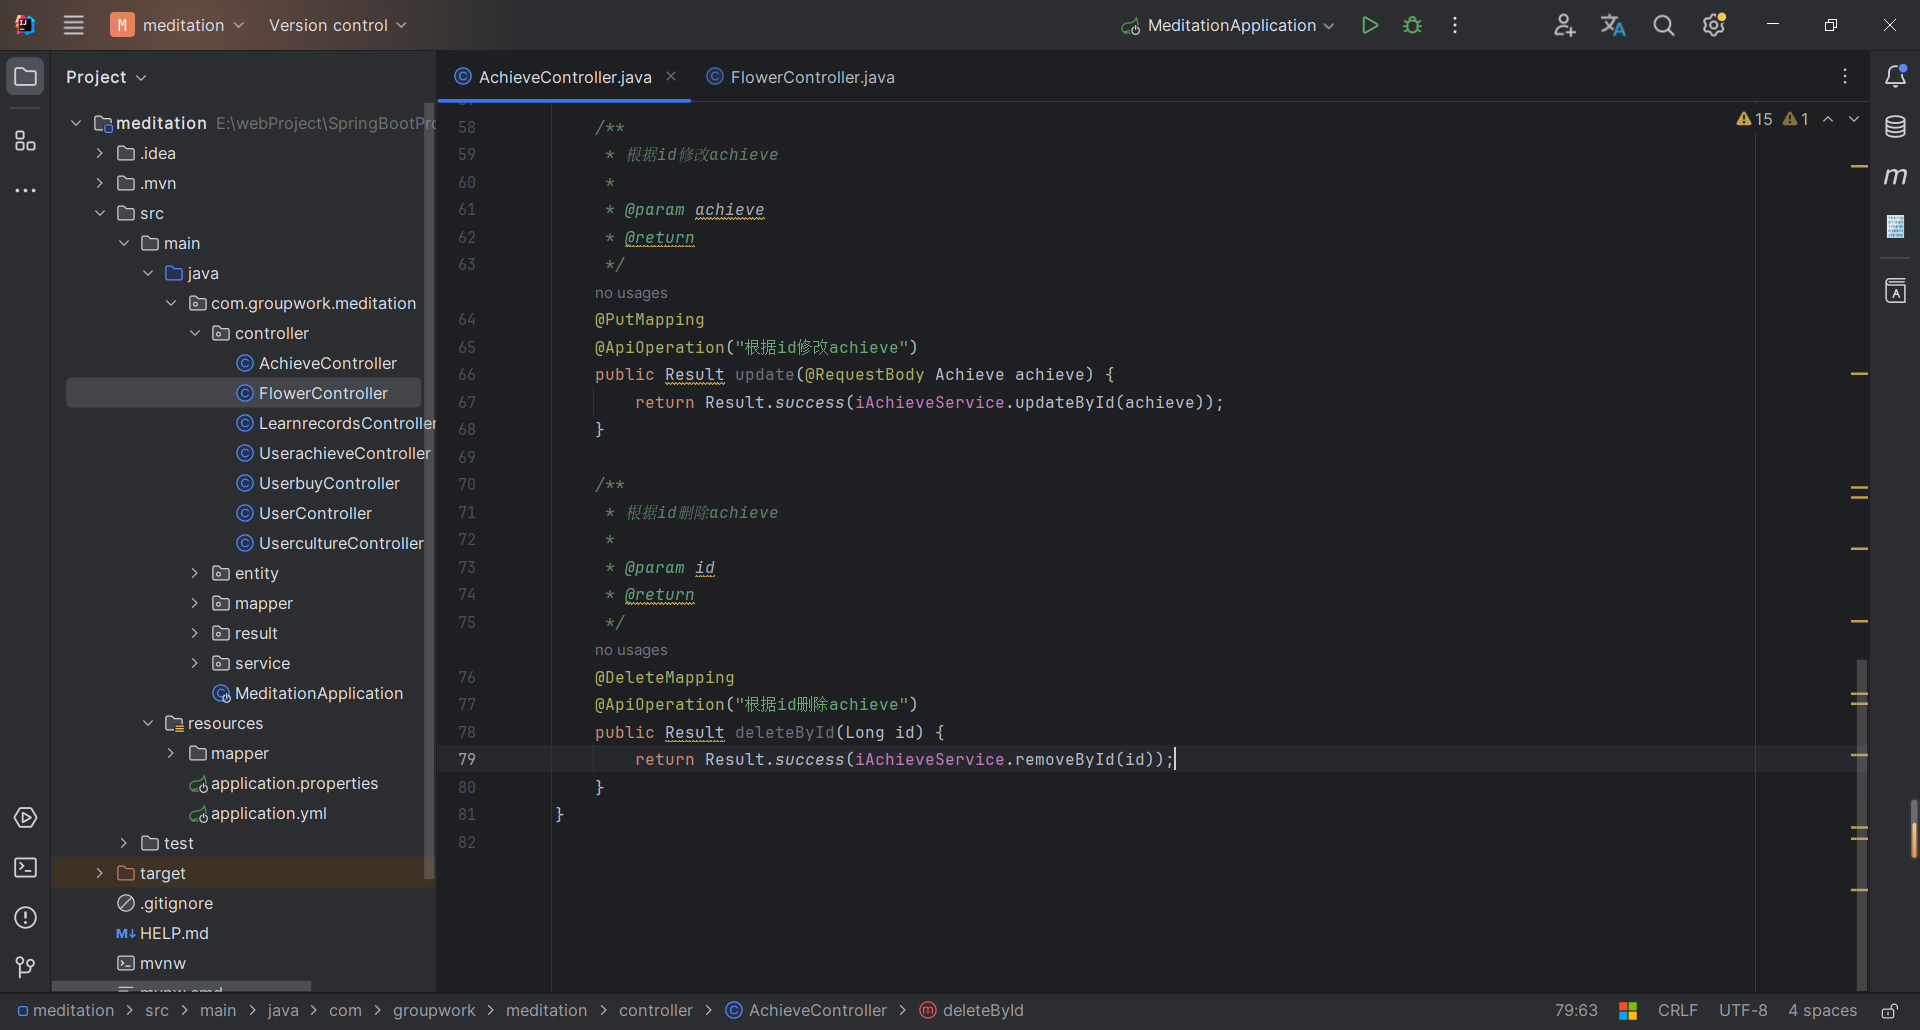 M meditation Version control MeditationApplication
Project
AchieveController.java FlowerController.java
meditation E:\webProject\SpringBootPro
.idea
.mvn
src
main
java
com.groupwork.meditation
controller
AchieveController
FlowerController
LearnrecordsController
UserachieveController
UserbuyController
UserController
UsercultureController
entity
mapper
result
service
MeditationApplication
resources
mapper
application.properties
application.yml
test
target
.gitignore
M↓ HELP.md
mvnw
mvnw.cmd
15 1
58 /**
59 * 根据id修改achieve
60 *
61 * @param achieve
62 * @return
63 */
no usages
64 @PutMapping
65 @ApiOperation("根据id修改achieve")
66 public Result update(@RequestBody Achieve achieve) {
67 return Result.success(iAchieveService.updateById(achieve));
68 }
69
70 /**
71 * 根据id删除achieve
72 *
73 * @param id
74 * @return
75 */
no usages
76 @DeleteMapping
77 @ApiOperation("根据id删除achieve")
78 public Result deleteById(Long id) {
79 return Result.success(iAchieveService.removeById(id));
80 }
81 }
82
meditation > src > main > java > com > groupwork > meditation > controller > AchieveController > deleteById
79:63 CRLF UTF-8 4 spaces